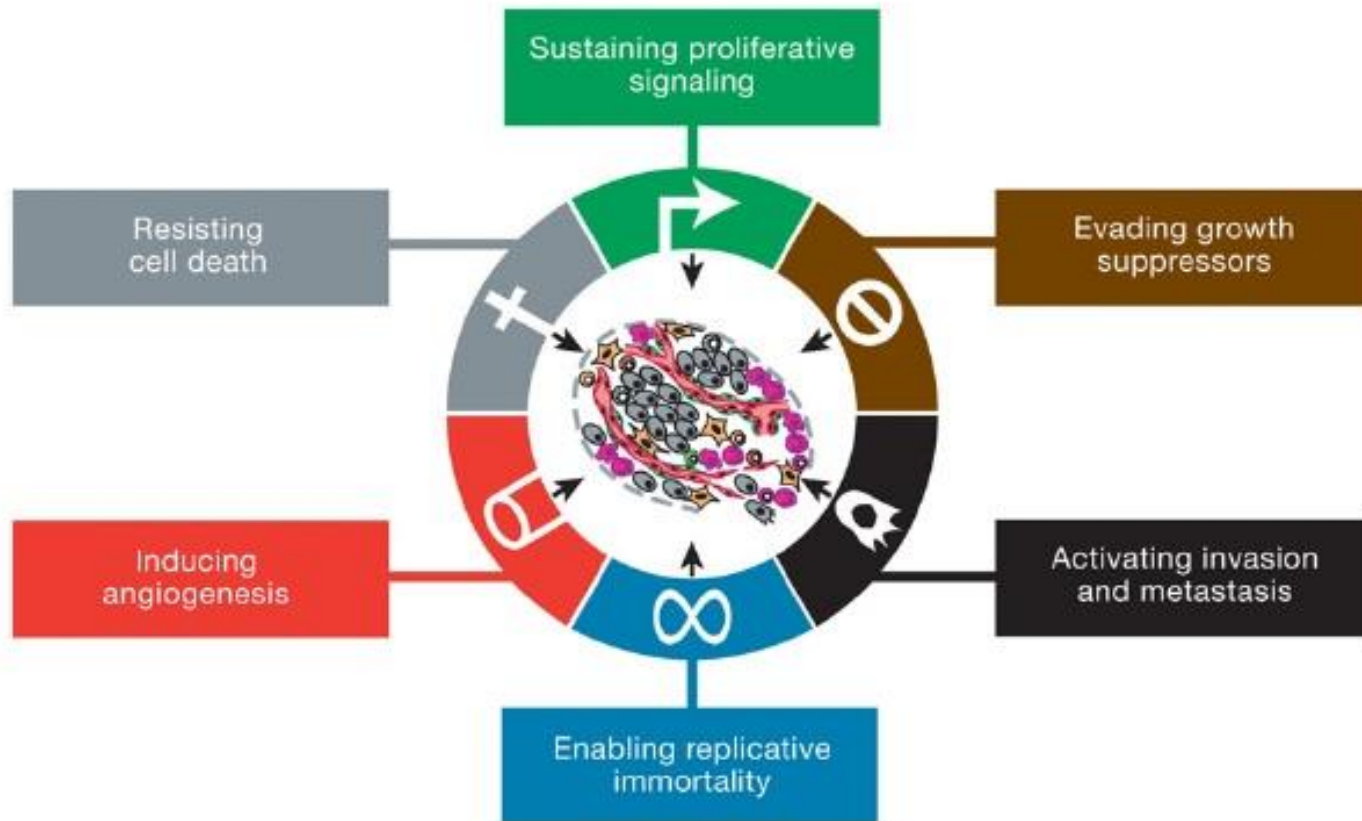 Sustaining proliferative
signaling
Resisting
cell death
Evading growth
suppressors
Inducing
angiogenesis
Activating invasion
and metastasis
Enabling replicative
immortality